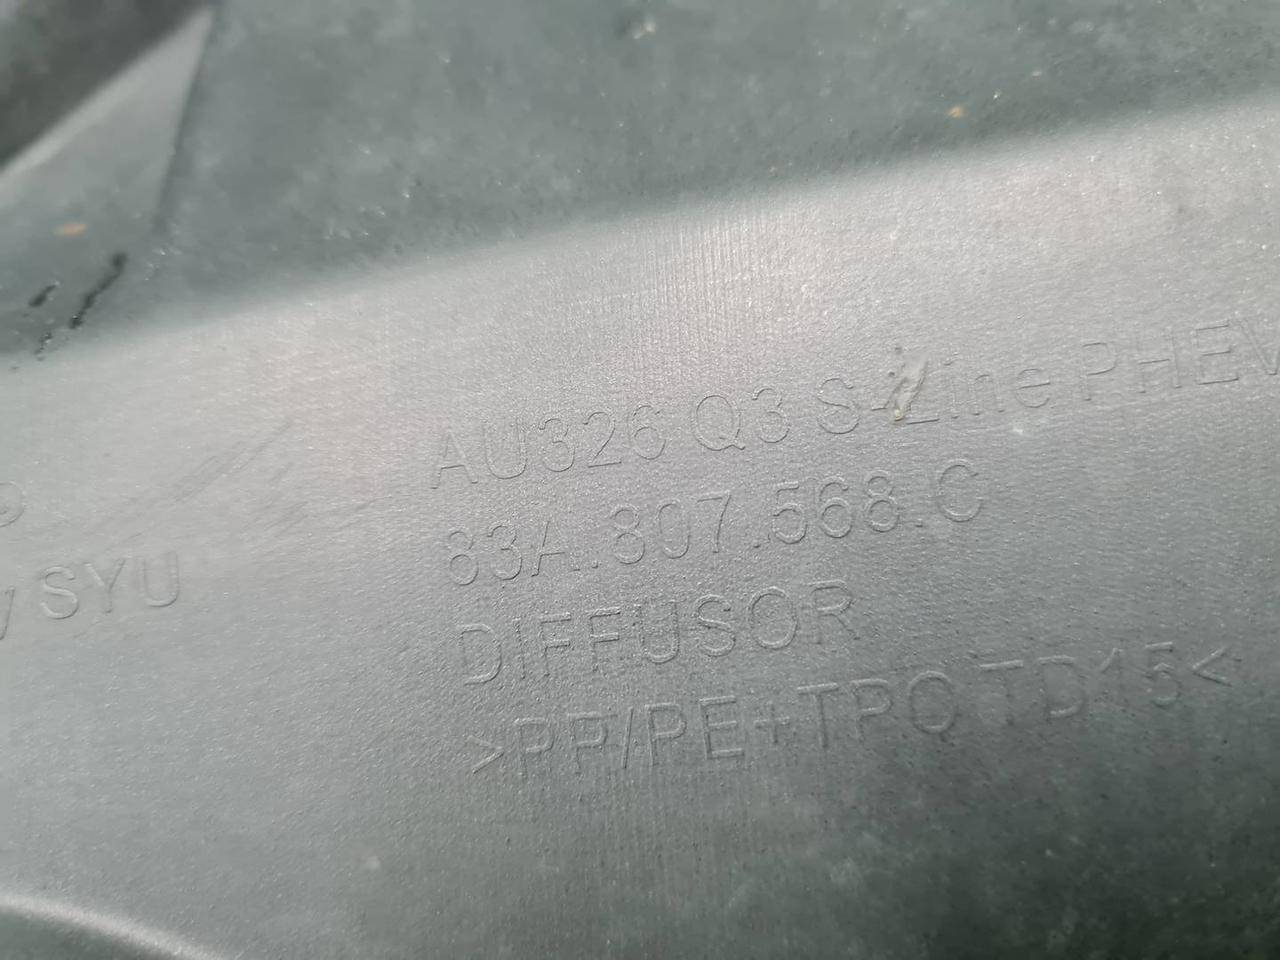 AU326 Q3 S-Line PHEV
83A.807.568.C
SYU
DIFFUSOR
>PP/PE+TPO TD15<